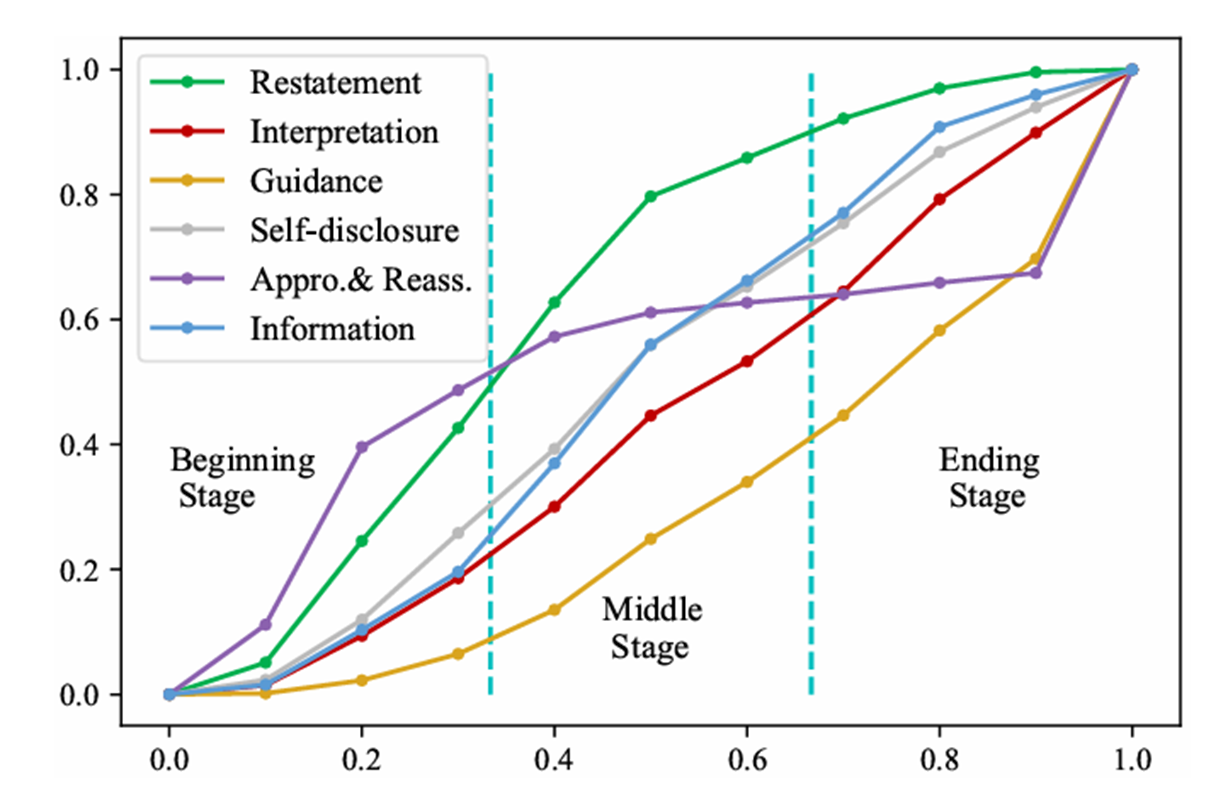 1.0
0.8
0.6
0.4
0.2
0.0
Restatement
Interpretation
Guidance
Self-disclosure
Appro.& Reass.
Information
Beginning
Stage
Middle
Stage
Ending
Stage
0.0 0.2 0.4 0.6 0.8 1.0